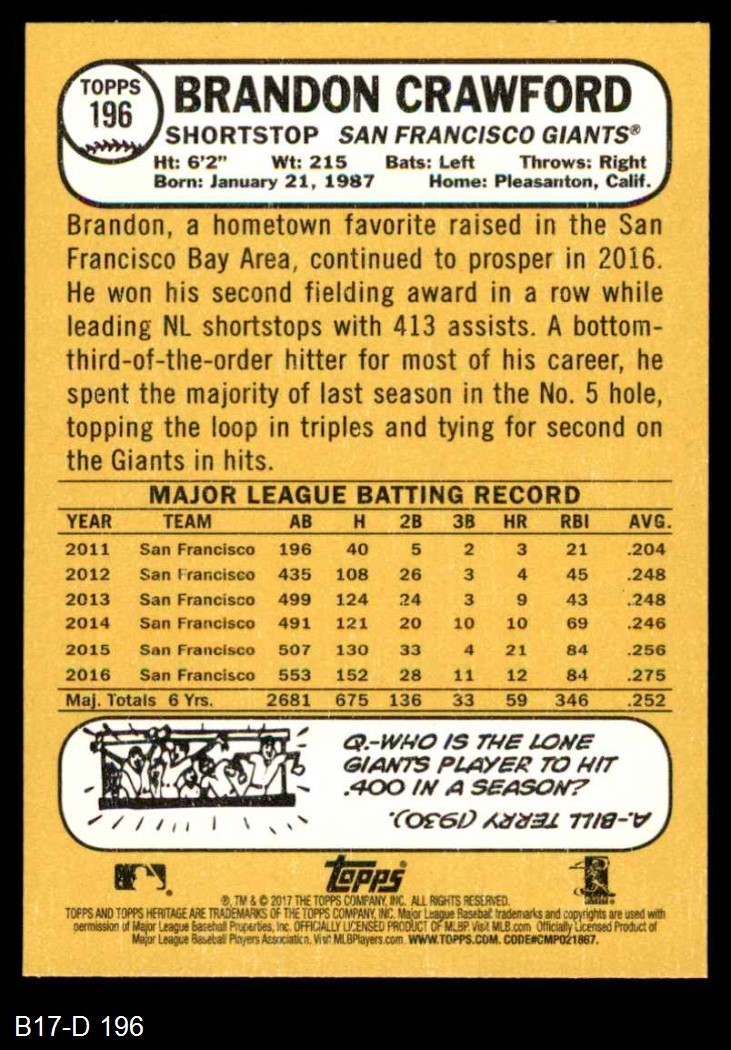 TOPPS
196
BRANDON CRAWFORD
SHORTSTOP SAN FRANCISCO GIANTS®
Ht: 6'2" Wt: 215 Bats: Left Throws: Right
Born: January 21, 1987 Home: Pleasanton, Calif.
Brandon, a hometown favorite raised in the San
Francisco Bay Area, continued to prosper in 2016.
He won his second fielding award in a row while
leading NL shortstops with 413 assists. A bottom-
third-of-the-order hitter for most of his career, he
spent the majority of last season in the No. 5 hole,
topping the loop in triples and tying for second on
the Giants in hits.
MAJOR LEAGUE BATTING RECORD
YEAR TEAM AB H 2B 3B HR RBI AVG.
2011 San Francisco 196 40 5 2 3 21 .204
2012 San Francisco 435 108 26 3 4 45 .248
2013 San Francisco 499 124 24 3 9 43 .248
2014 San Francisco 491 121 20 10 10 69 .246
2015 San Francisco 507 130 33 4 21 84 .256
2016 San Francisco 553 152 28 11 12 84 .275
Maj. Totals 6 Yrs. 2681 675 136 33 59 346 .252
Q.-WHO IS THE LONE
GIANTS PLAYER TO HIT
.400 IN A SEASON?
A-BILL TERRY (1930).
topps®
®, TM & © 2017 THE TOPPS COMPANY, INC. ALL RIGHTS RESERVED.
TOPPS AND TOPPS HERITAGE ARE TRADEMARKS OF THE TOPPS COMPANY, INC. Major League Baseball trademarks and copyrights are used with
permission of Major League Baseball Properties, Inc. OFFICIALLY LICENSED PRODUCT OF MLBP Visit MLB.com Officially Licensed Product of
Major League Baseball Players Association. Visit MLBPlayers.com. WWW.TOPPS.COM. CODE#CMP021867.
B17-D 196